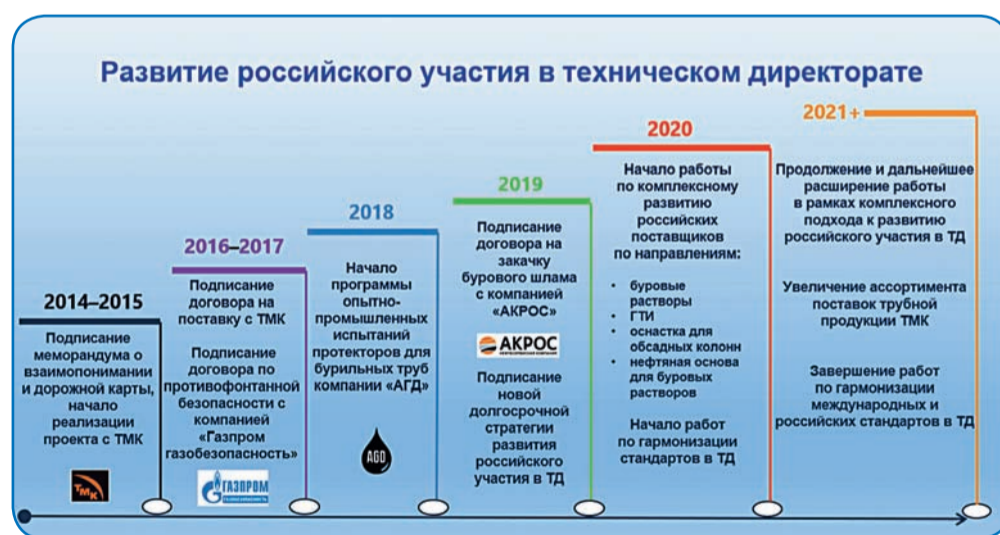 Развитие российского участия в техническом директорате
2014–2015
Подписание
меморандума о
взаимопонимании
и дорожной карты,
начало
реализации
проекта с ТМК
ТМК
2016–2017
Подписание
договора на
поставку с ТМК
Подписание
договора по
противофонтанной
безопасности с
компанией
«Газпром
газобезопасность»
ГАЗПРОМ
ГАЗОБЕЗОПАСНОСТЬ
2018
Начало
программы
опытно-
промышленных
испытаний
протекторов для
бурильных труб
компании «АГД»
AGD
2019
Подписание
договора на
закачку
бурового шлама
с компанией
«АКРОС»
АКРОС
НЕФТЕСЕРВИСНАЯ КОМПАНИЯ
Подписание
новой
долгосрочной
стратегии
развития
российского
участия в ТД
2020
Начало работы
по комплексному
развитию
российских
поставщиков
по направлениям:
• буровые
растворы
• ГТИ
• оснастка для
обсадных колонн
• нефтяная основа
для буровых
растворов
Начало работ
по гармонизации
стандартов в ТД
2021+
Продолжение и дальнейшее
расширение работы
в рамках комплексного
подхода к развитию
российского участия в ТД
Увеличение ассортимента
поставок трубной
продукции ТМК
Завершение работ
по гармонизации
международных и
российских стандартов в ТД